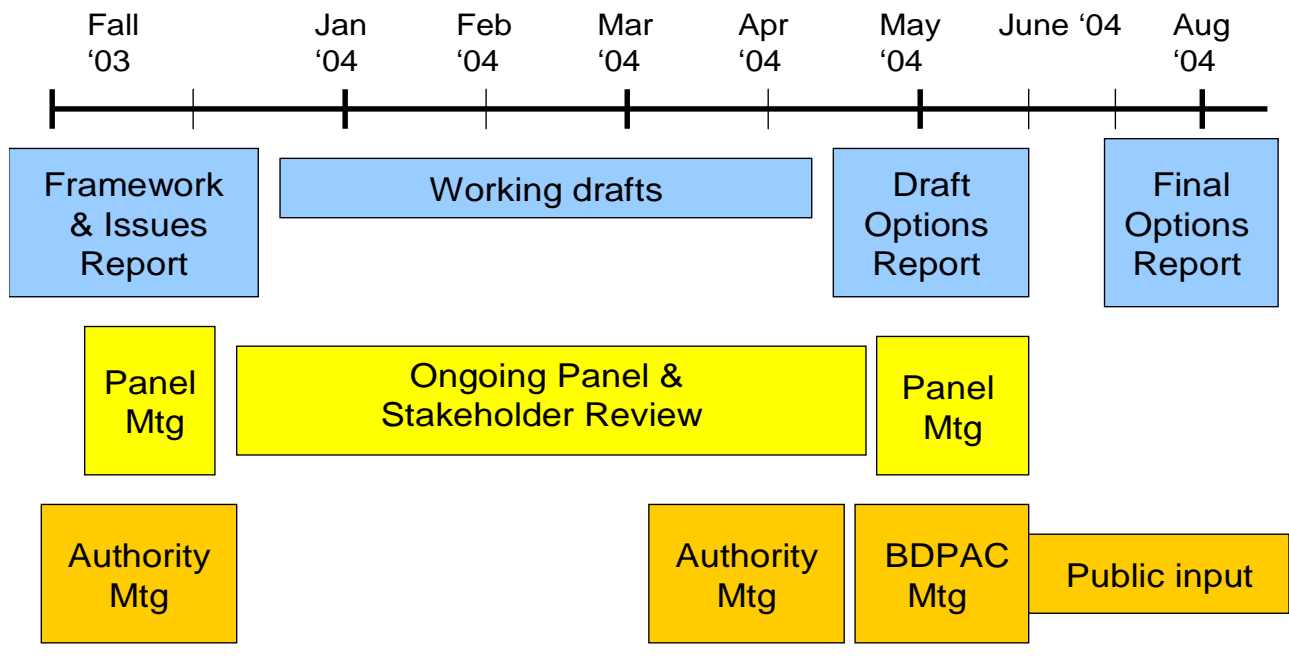 Fall
‘03
Jan
‘04
Feb
‘04
Mar
‘04
Apr
‘04
May
‘04
June ‘04
Aug
‘04
Framework
& Issues
Report
Working drafts
Draft
Options
Report
Final
Options
Report
Panel
Mtg
Ongoing Panel &
Stakeholder Review
Panel
Mtg
Authority
Mtg
Authority
Mtg
BDPAC
Mtg
Public input